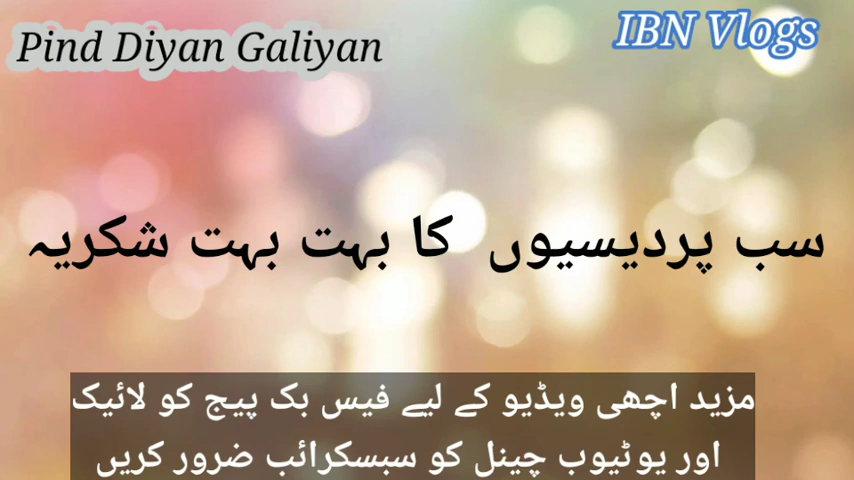 Pind Diyan Galiyan
IBN Vlogs
سب پردیسیوں کا بہت بہت شکریہ
مزید اچھی ویڈیو کے لیے فیس بک پیج کو لائیک
اور یوٹیوب چینل کو سبسکرائب ضرور کریں